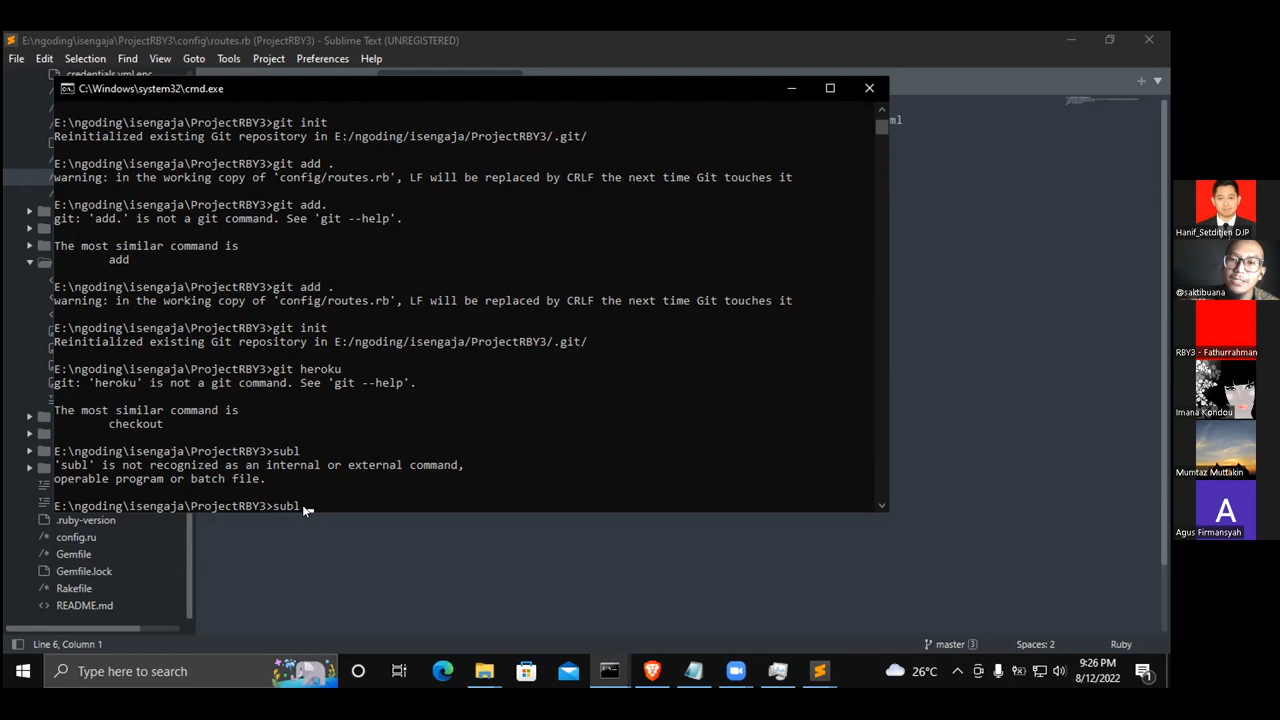 E:\ngoding\isengaja\ProjectRBY3\config\routes.rb (ProjectRBY3) - Sublime Text (UNREGISTERED)
File Edit Selection Find View Goto Tools Project Preferences Help
credentials.yml.enc
C:\Windows\system32\cmd.exe
E:\ngoding\isengaja\ProjectRBY3>git init
Reinitialized existing Git repository in E:/ngoding/isengaja/ProjectRBY3/.git/
E:\ngoding\isengaja\ProjectRBY3>git add .
warning: in the working copy of 'config/routes.rb', LF will be replaced by CRLF the next time Git touches it
E:\ngoding\isengaja\ProjectRBY3>git add.
git: 'add.' is not a git command. See 'git --help'.
The most similar command is
add
E:\ngoding\isengaja\ProjectRBY3>git add .
warning: in the working copy of 'config/routes.rb', LF will be replaced by CRLF the next time Git touches it
E:\ngoding\isengaja\ProjectRBY3>git init
Reinitialized existing Git repository in E:/ngoding/isengaja/ProjectRBY3/.git/
E:\ngoding\isengaja\ProjectRBY3>git heroku
git: 'heroku' is not a git command. See 'git --help'.
The most similar command is
checkout
E:\ngoding\isengaja\ProjectRBY3>subl
'subl' is not recognized as an internal or external command,
operable program or batch file.
E:\ngoding\isengaja\ProjectRBY3>subl
ml
.ruby-version
config.ru
Gemfile
Gemfile.lock
Rakefile
README.md
Line 6, Column 1
master 3
Spaces: 2
Ruby
Type here to search
26°C
9:26 PM
8/12/2022
1
Hanif_Setditjen DJP
@saktibuana
RBY3 - Fathurrahman
Imana Kondou
Mumtaz Muttakin
A
Agus Firmansyah